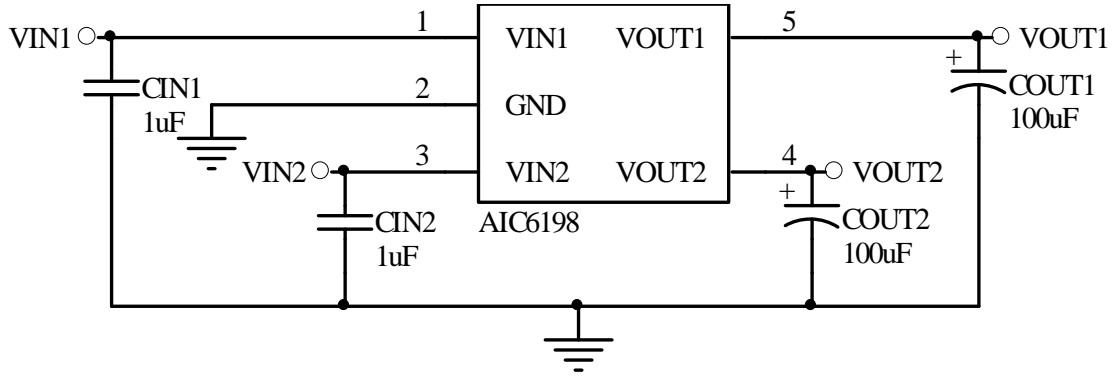 VIN1
1
VIN1
VOUT1
5
VOUT1
CIN1
1uF
2
GND
+
COUT1
100uF
VIN2
3
VIN2
VOUT2
4
VOUT2
CIN2
1uF
AIC6198
+
COUT2
100uF